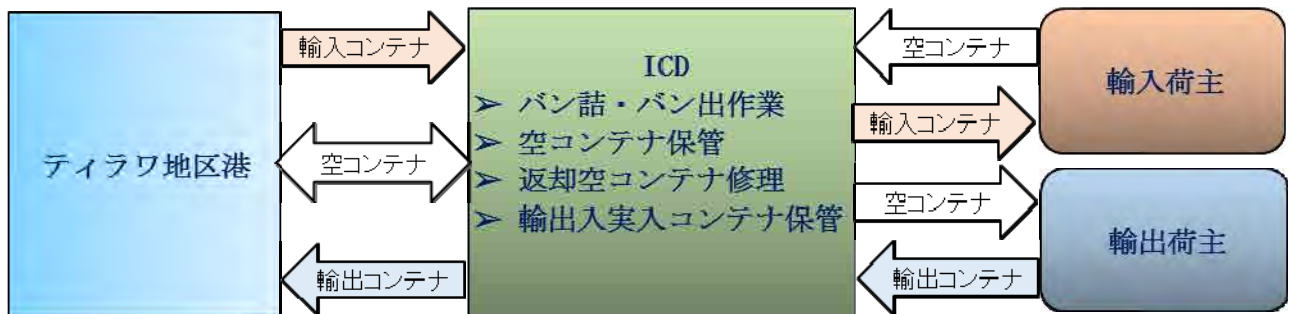 ティラワ地区港
輸入コンテナ
空コンテナ
輸出コンテナ
ICD
➢ バン詰・バン出作業
➢ 空コンテナ保管
➢ 返却空コンテナ修理
➢ 輸出入実入コンテナ保管
空コンテナ
輸入コンテナ
空コンテナ
輸出コンテナ
輸入荷主
輸出荷主